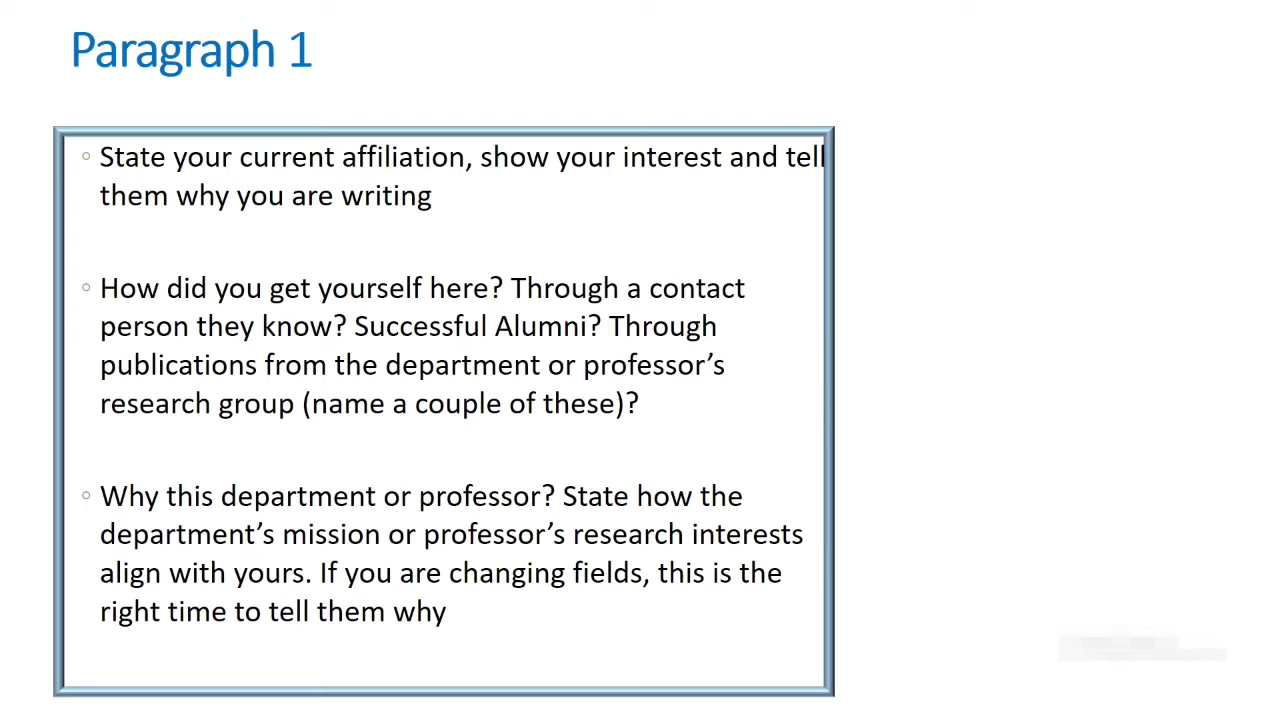 Paragraph 1
◦ State your current affiliation, show your interest and tell
them why you are writing
◦ How did you get yourself here? Through a contact
person they know? Successful Alumni? Through
publications from the department or professor’s
research group (name a couple of these)?
◦ Why this department or professor? State how the
department’s mission or professor’s research interests
align with yours. If you are changing fields, this is the
right time to tell them why